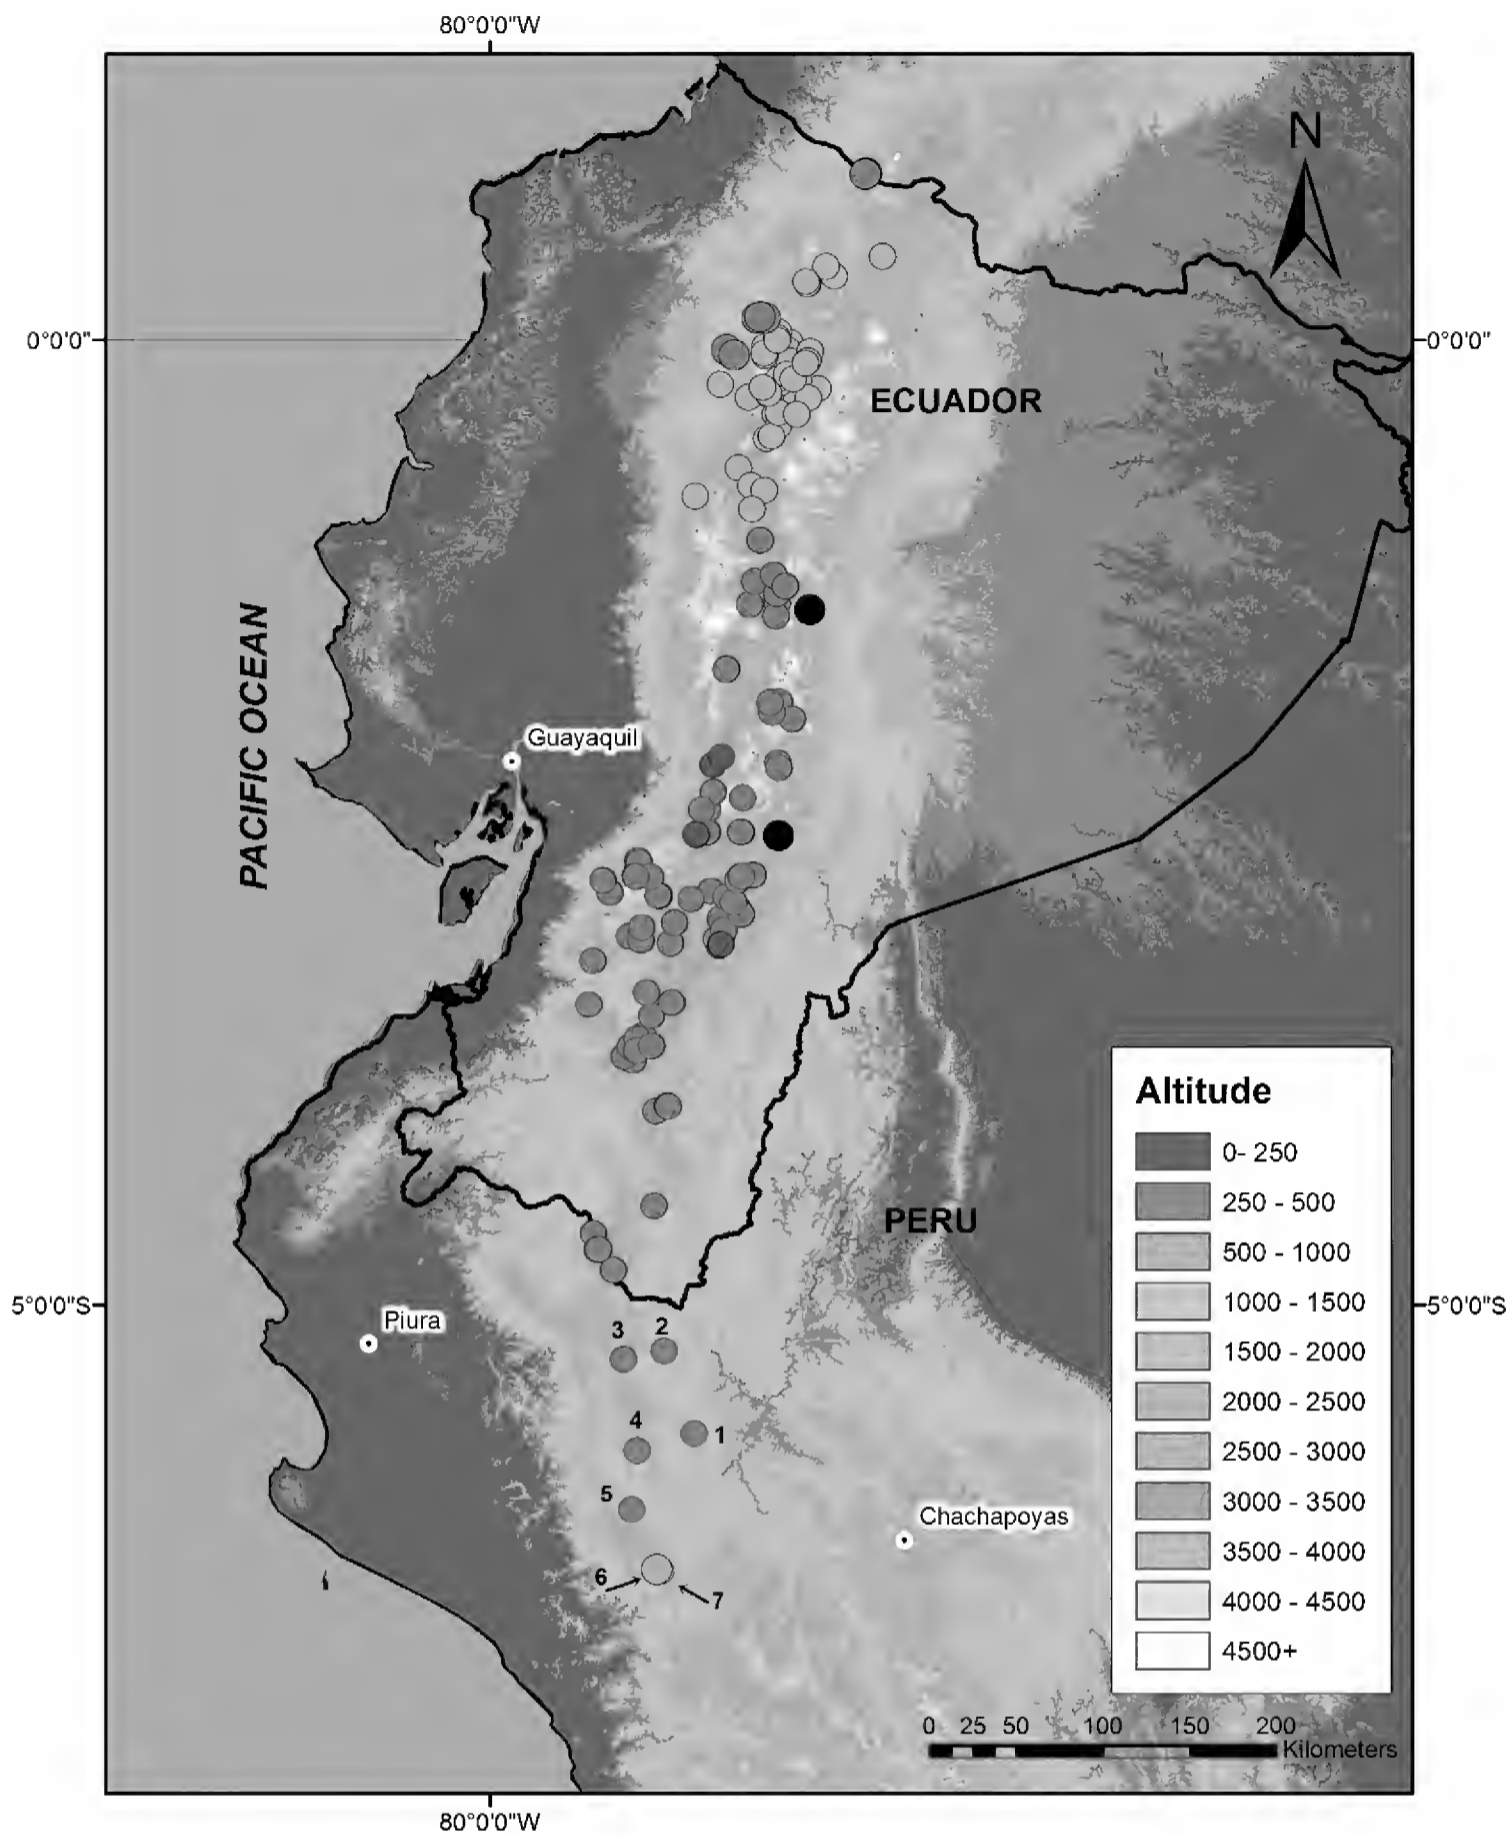 80°0'0"W
N
0°0'0"
0°0'0"
ECUADOR
PACIFIC OCEAN
Guayaquil
Altitude
0- 250
250 - 500
500 - 1000
1000 - 1500
1500 - 2000
2000 - 2500
2500 - 3000
3000 - 3500
3500 - 4000
4000 - 4500
4500+
PERU
5°0'0"S
5°0'0"S
Piura
3
2
4
1
5
Chachapoyas
6
7
0 25 50 100 150 200
Kilometers
80°0'0"W